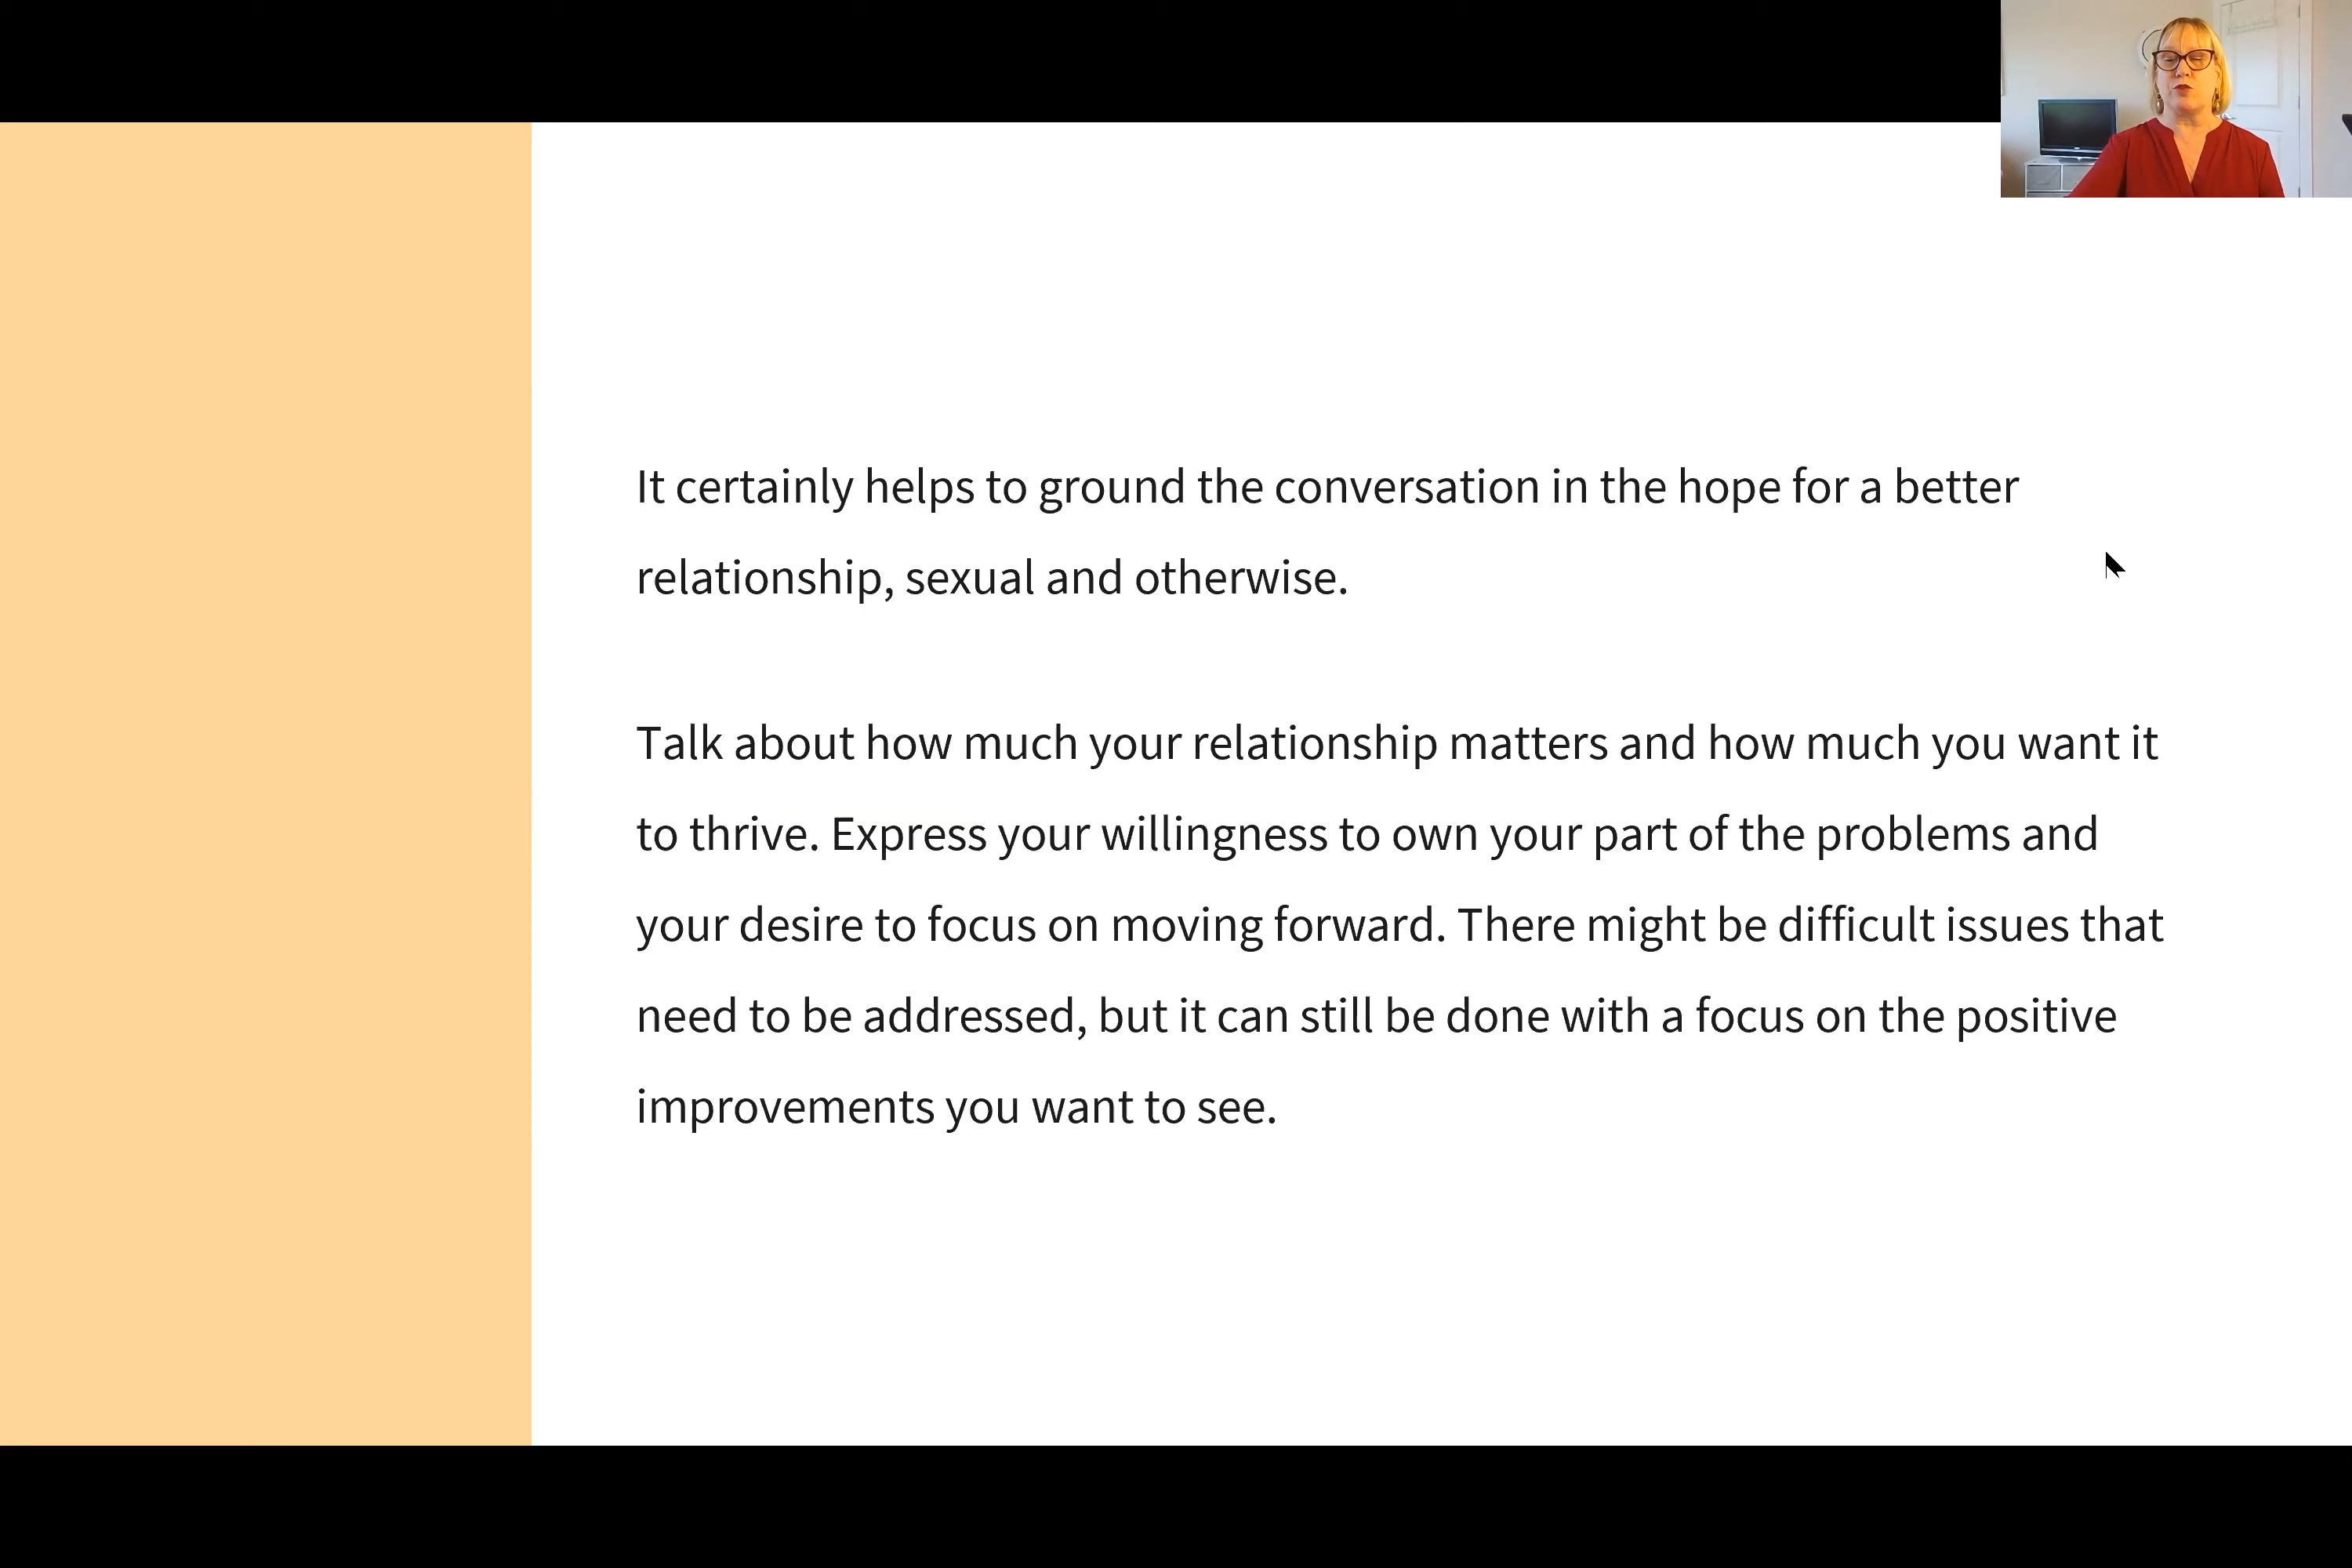 It certainly helps to ground the conversation in the hope for a better
relationship, sexual and otherwise.
Talk about how much your relationship matters and how much you want it
to thrive. Express your willingness to own your part of the problems and
your desire to focus on moving forward. There might be difficult issues that
need to be addressed, but it can still be done with a focus on the positive
improvements you want to see.